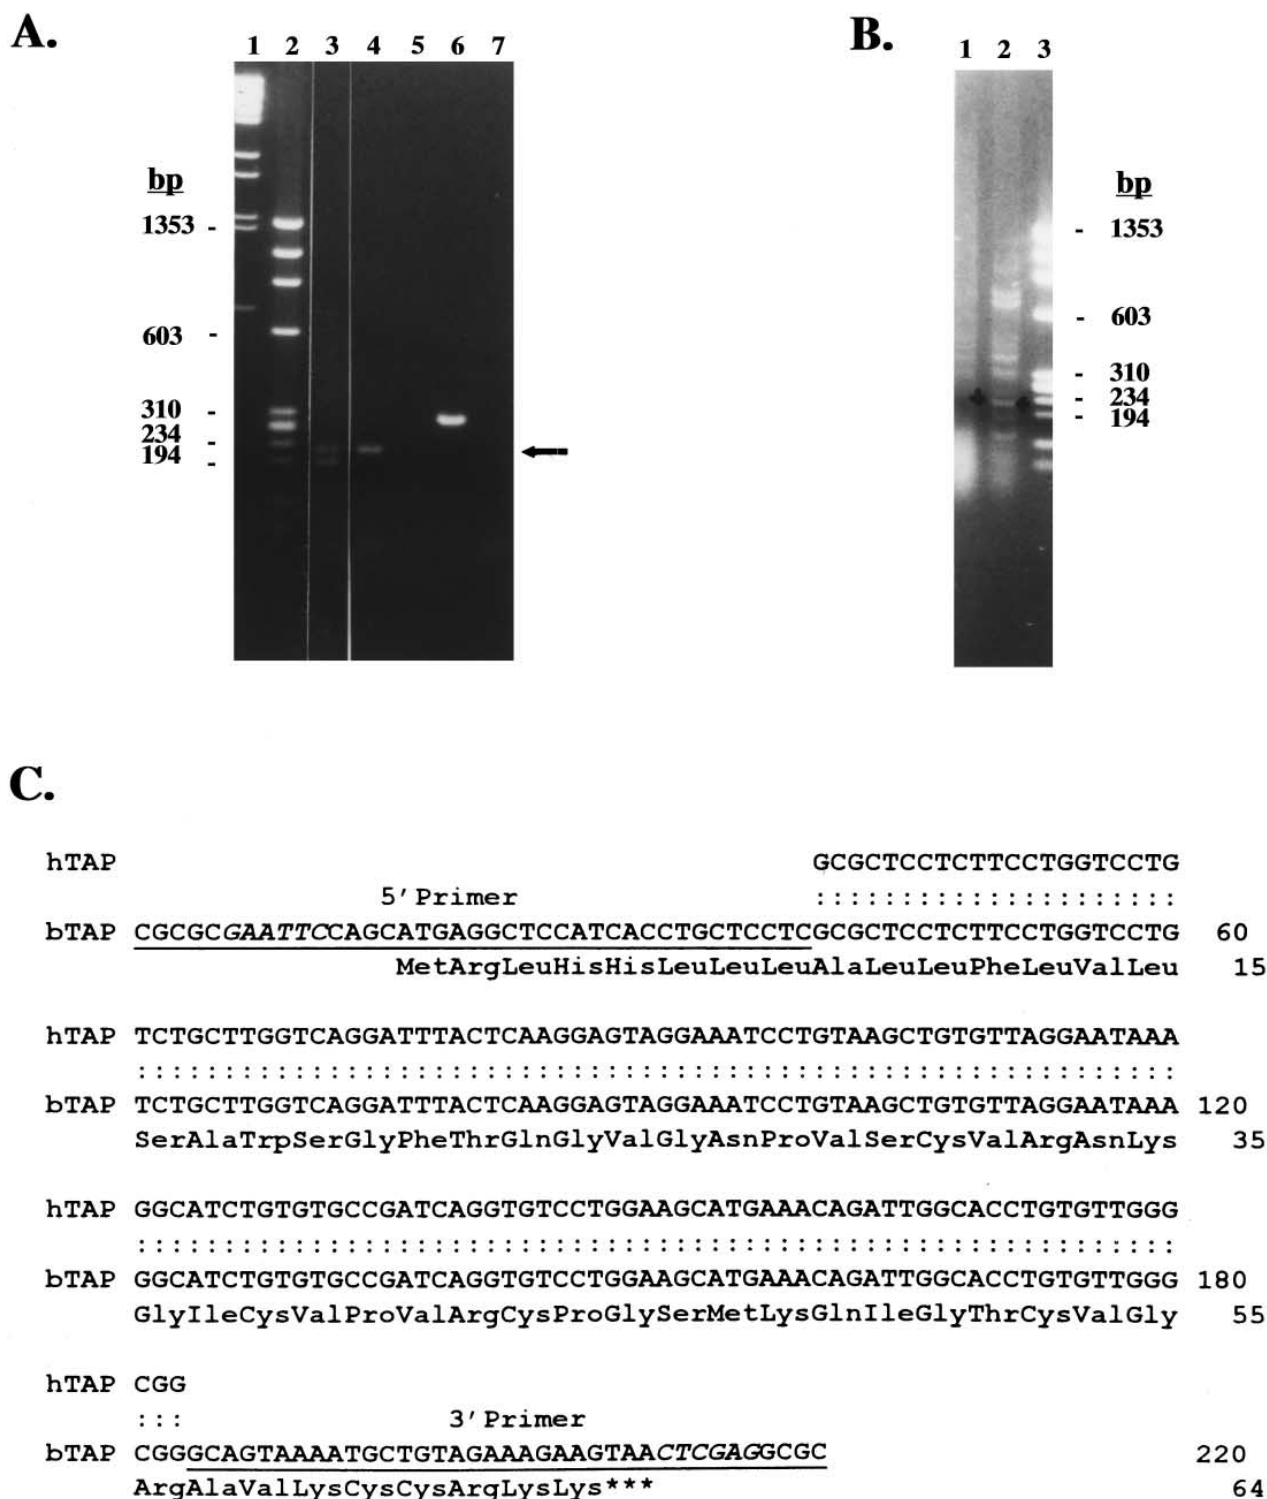 A.
1 2 3 4 5 6 7
bp
1353 -
603 -
310 -
234 -
194 -
B.
1 2 3
bp
- 1353
- 603
- 310
- 234
- 194
C.
hTAP GCGCTCCTCTTCCTGGTCCTG
5' Primer :::::::::::::::::::::
bTAP CGCGCGAATTCCAGCATGAGGCTCCATCACCTGCTCCTCGCGCTCCTCTTCCTGGTCCTG 60
MetArgLeuHisHisLeuLeuLeuAlaLeuLeuPheLeuValLeu 15
hTAP TCTGCTTGGTCAGGATTTACTCAAGGAGTAGGAAATCCTGTAAGCTGTGTTAGGAATAAA
::::::::::::::::::::::::::::::::::::::::::::::::::::::::::::
bTAP TCTGCTTGGTCAGGATTTACTCAAGGAGTAGGAAATCCTGTAAGCTGTGTTAGGAATAAA 120
SerAlaTrpSerGlyPheThrGlnGlyValGlyAsnProValSerCysValArgAsnLys 35
hTAP GGCATCTGTGTGCCGATCAGGTGTCCTGGAAGCATGAAACAGATTGGCACCTGTGTTGGG
::::::::::::::::::::::::::::::::::::::::::::::::::::::::::::
bTAP GGCATCTGTGTGCCGATCAGGTGTCCTGGAAGCATGAAACAGATTGGCACCTGTGTTGGG 180
GlyIleCysValProValArgCysProGlySerMetLysGlnIleGlyThrCysValGly 55
hTAP CGG
::: 3' Primer
bTAP CGGGCAGTAAAATGCTGTAGAAAGAAGTAACTCGAGGCGC 220
ArgAlaValLysCysCysArgLysLys*** 64